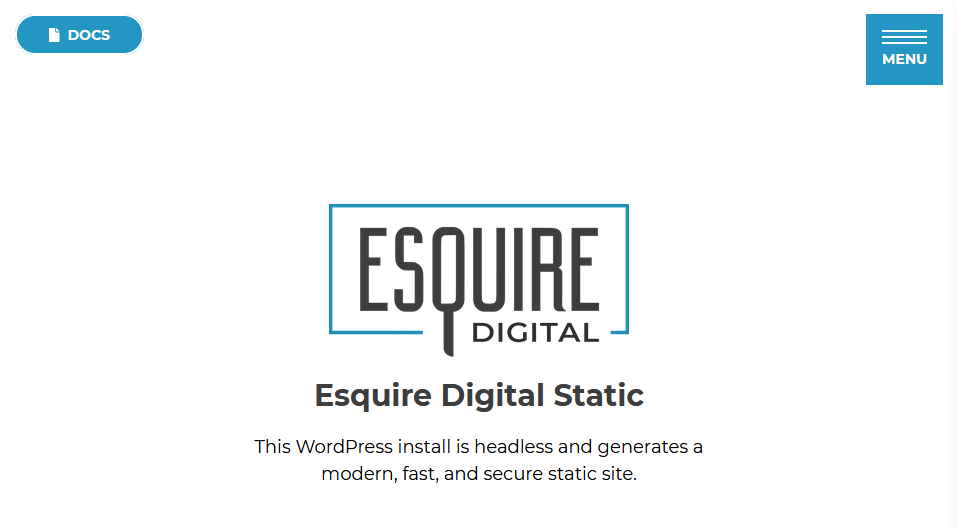 DOCS
MENU
ESQUIRE
DIGITAL
Esquire Digital Static
This WordPress install is headless and generates a
modern, fast, and secure static site.